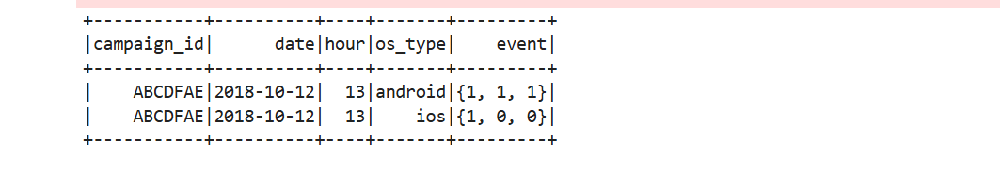 +-----------+----------+----+-------+---------+
|campaign_id|      date|hour|os_type|    event|
+-----------+----------+----+-------+---------+
|    ABCDFAE|2018-10-12|  13|android|{1, 1, 1}|
|    ABCDFAE|2018-10-12|  13|    ios|{1, 0, 0}|
+-----------+----------+----+-------+---------+